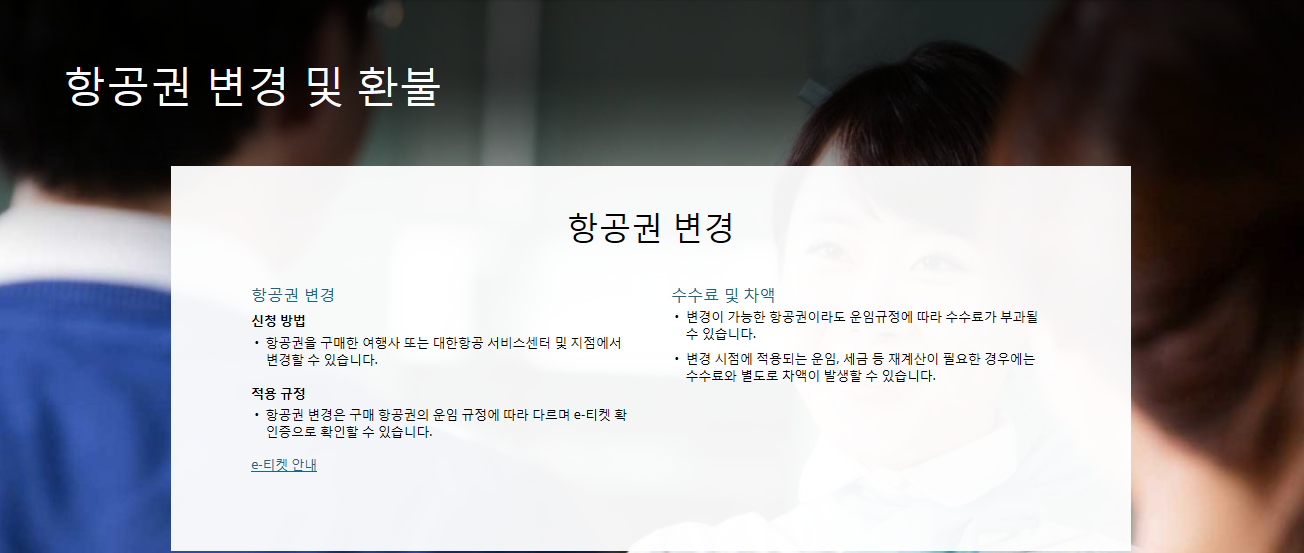 항공권 변경 및 환불
항공권 변경
항공권 변경
신청 방법
• 항공권을 구매한 여행사 또는 대한항공 서비스센터 및 지점에서
변경할 수 있습니다.
적용 규정
• 항공권 변경은 구매 항공권의 운임 규정에 따라 다르며 e-티켓 확
인증으로 확인할 수 있습니다.
e-티켓 안내
수수료 및 차액
• 변경이 가능한 항공권이라도 운임규정에 따라 수수료가 부과될
수 있습니다.
• 변경 시점에 적용되는 운임, 세금 등 재계산이 필요한 경우에는
수수료와 별도로 차액이 발생할 수 있습니다.